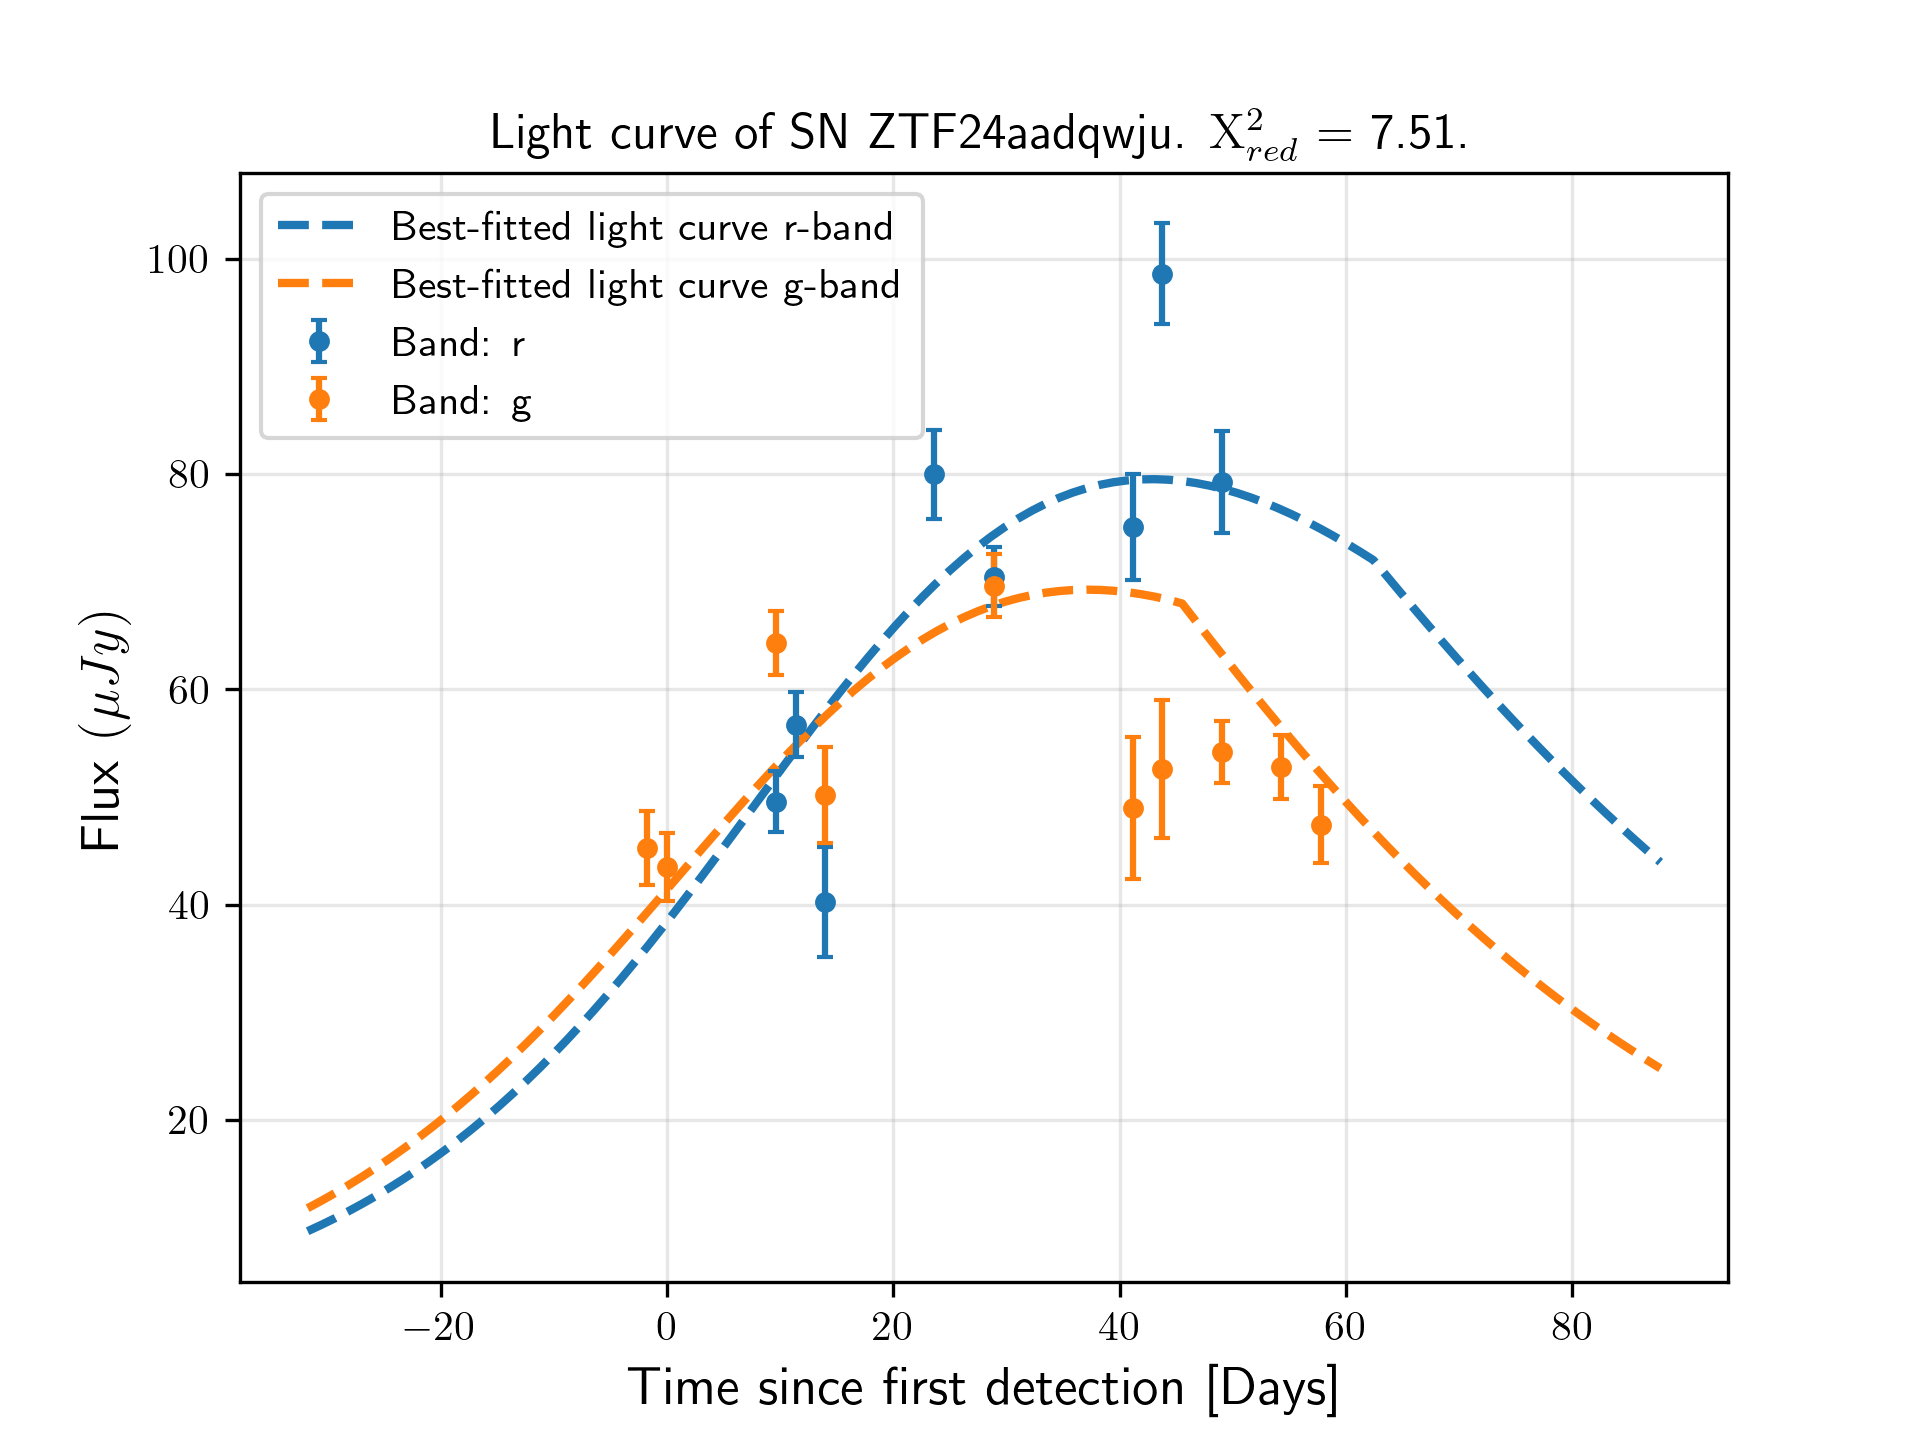 Light curve of SN ZTF24aadqwju. X²red = 7.51.
Best-fitted light curve r-band
Best-fitted light curve g-band
Band: r
Band: g
100
80
60
40
20
Flux (μJy)
−20 0 20 40 60 80
Time since first detection [Days]